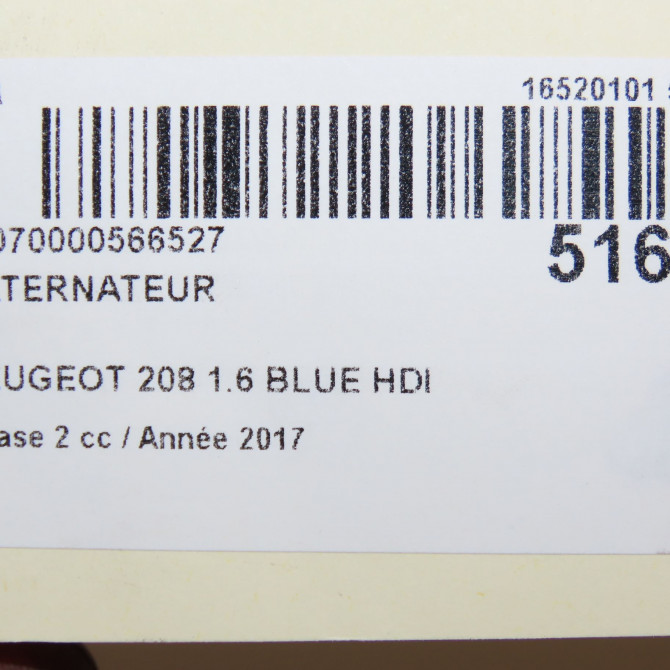 16520101
070000566527
516
TERNATEUR
UGEOT 208 1.6 BLUE HDI
ase 2 cc / Année 2017